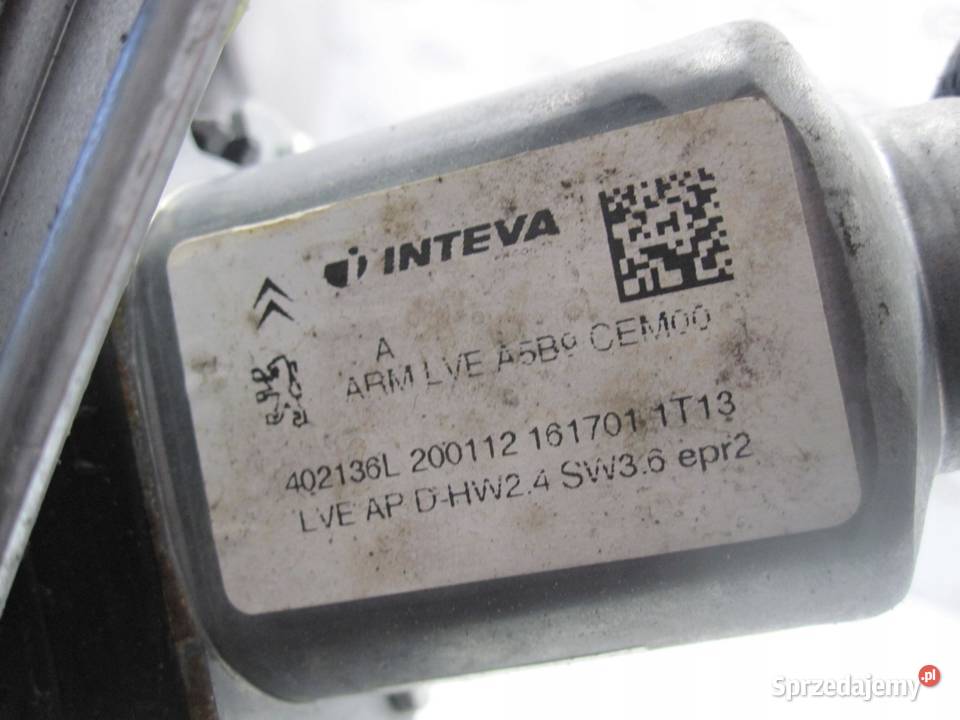 INTEVA
A
ARM LVE A5B9 CEM00
402136L 200112 161701 1T13
LVE AP D-HW2.4 SW3.6 epr2
Sprzedajemy.pl